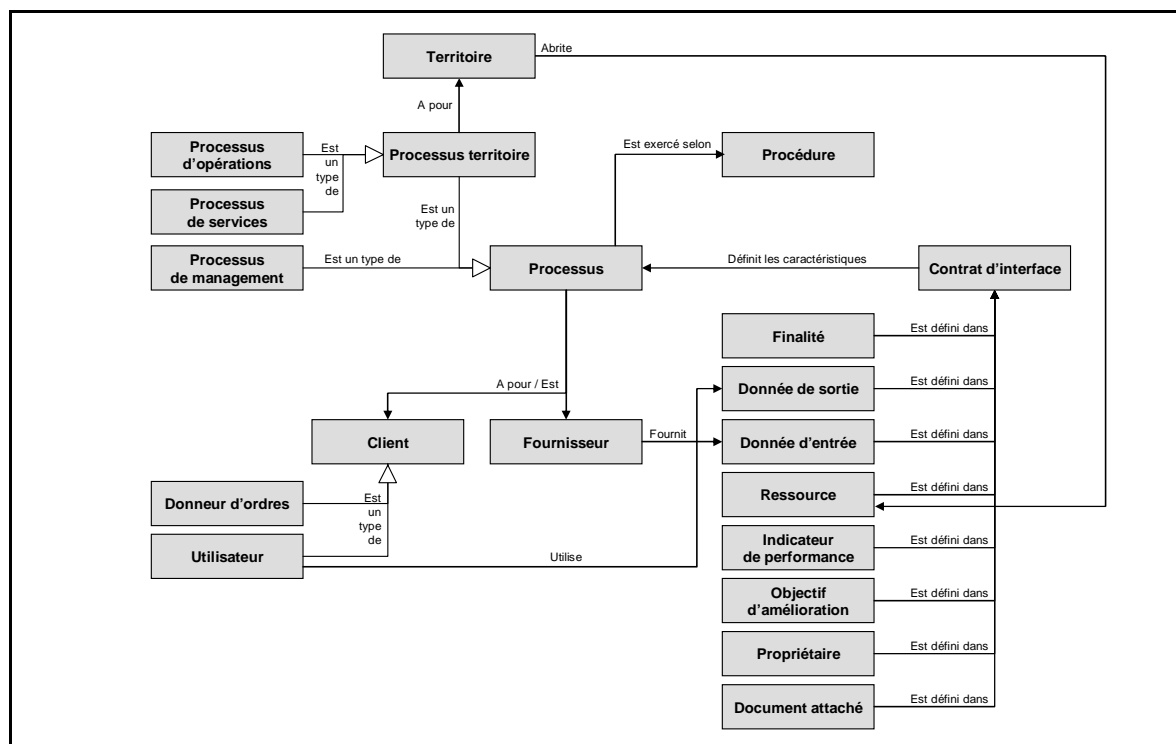 Territoire
Abrite
A pour
Processus
d'opérations
Est
un
type
de
Processus territoire
Est exercé selon
Procédure
Processus
de services
Est un
type de
Processus
de management
Est un type de
Processus
Définit les caractéristiques
Contrat d'interface
Finalité
Est défini dans
A pour / Est
Donnée de sortie
Est défini dans
Client
Fournisseur
Fournit
Donnée d'entrée
Est défini dans
Donneur d'ordres
Est
un
type
de
Ressource
Est défini dans
Utilisateur
Utilise
Indicateur
de performance
Est défini dans
Objectif
d'amélioration
Est défini dans
Propriétaire
Est défini dans
Document attaché
Est défini dans